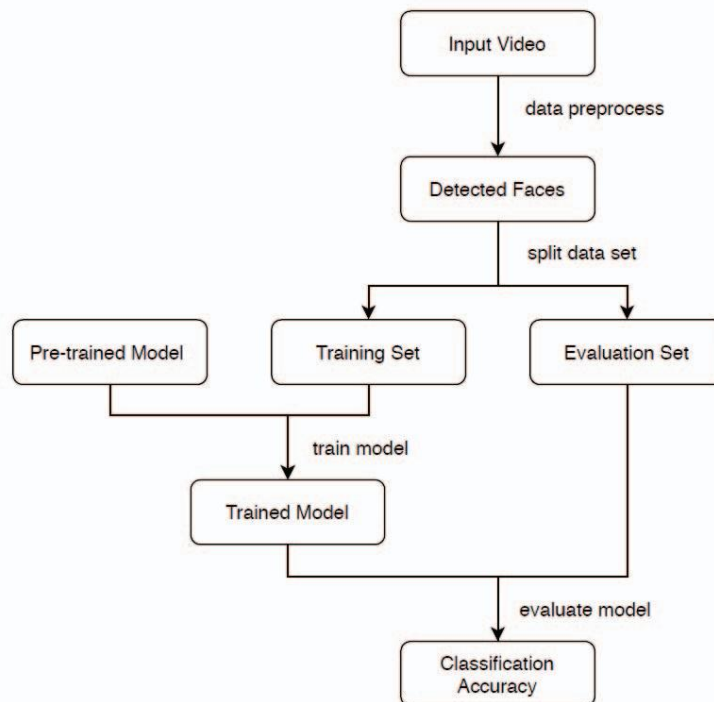 Input Video
data preprocess
Detected Faces
split data set
Pre-trained Model
Training Set
Evaluation Set
train model
Trained Model
evaluate model
Classification
Accuracy